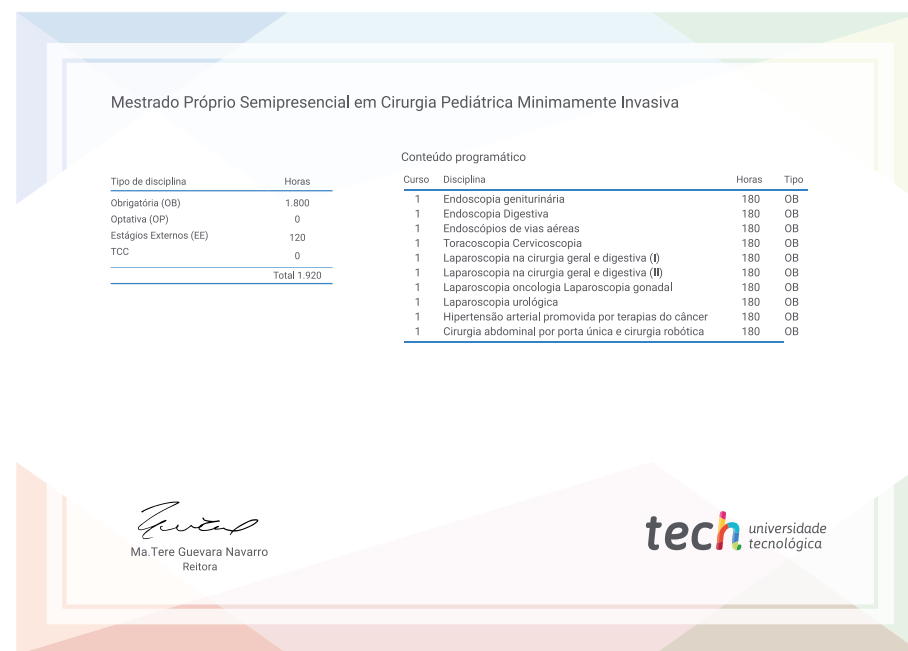 Mestrado Próprio Semipresencial em Cirurgia Pediátrica Minimamente Invasiva
Tipo de disciplina Horas
Obrigatória (OB) 1.800
Optativa (OP) 0
Estágios Externos (EE) 120
TCC 0
Total 1.920
Conteúdo programático
Curso Disciplina Horas Tipo
1 Endoscopia geniturinária 180 OB
1 Endoscopia Digestiva 180 OB
1 Endoscópios de vias aéreas 180 OB
1 Toracoscopia Cervicoscopia 180 OB
1 Laparoscopia na cirurgia geral e digestiva (I) 180 OB
1 Laparoscopia na cirurgia geral e digestiva (II) 180 OB
1 Laparoscopia oncologia Laparoscopia gonadal 180 OB
1 Laparoscopia urológica 180 OB
1 Hipertensão arterial promovida por terapias do câncer 180 OB
1 Cirurgia abdominal por porta única e cirurgia robótica 180 OB
Ma.Tere Guevara Navarro
Reitora
tech universidade
tecnológica